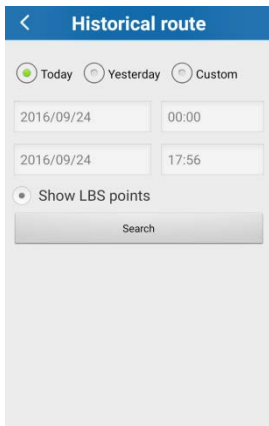 Historical route
Today Yesterday Custom
2016/09/24 00:00
2016/09/24 17:56
Show LBS points
Search